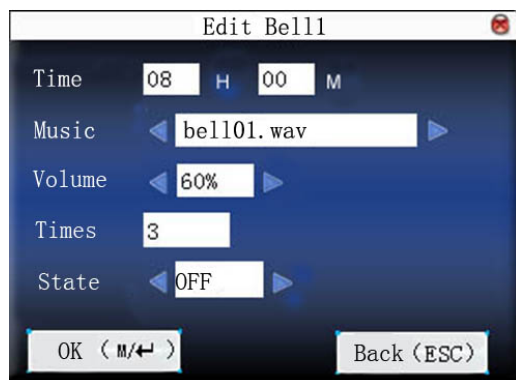 Edit Bell1
Time 08 H 00 M
Music bell01.wav
Volume 60%
Times 3
State OFF
OK (M/↵) Back(ESC)